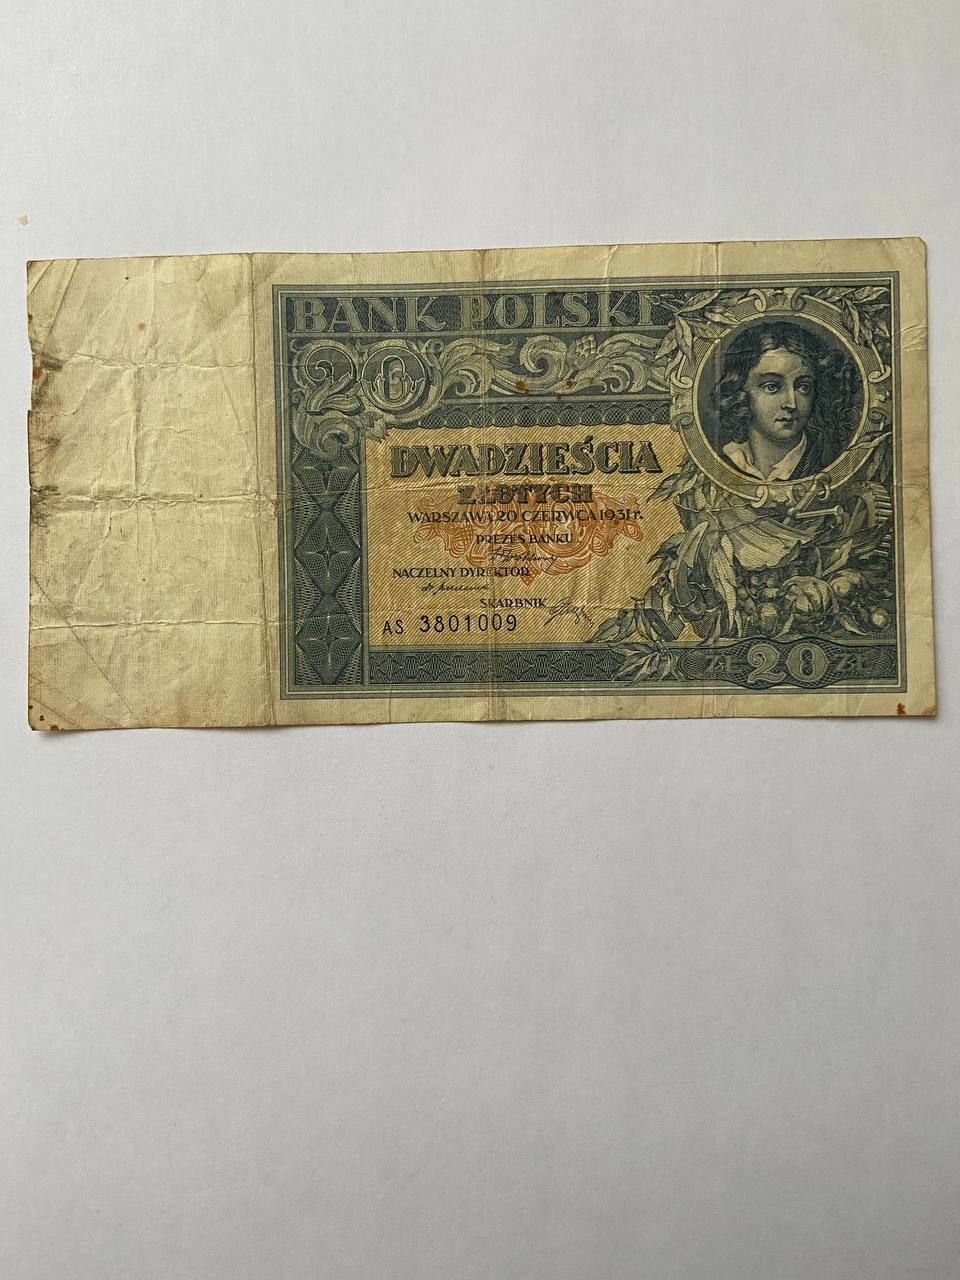 BANK POLSKI
20
DWADZIEŚCIA
ZŁOTYCH
WARSZAWA 20 CZERWCA 1931 r.
PREZES BANKU
NACZELNY DYREKTOR
SKARBNIK
AS. 3801009
ZŁ 20 ZŁ